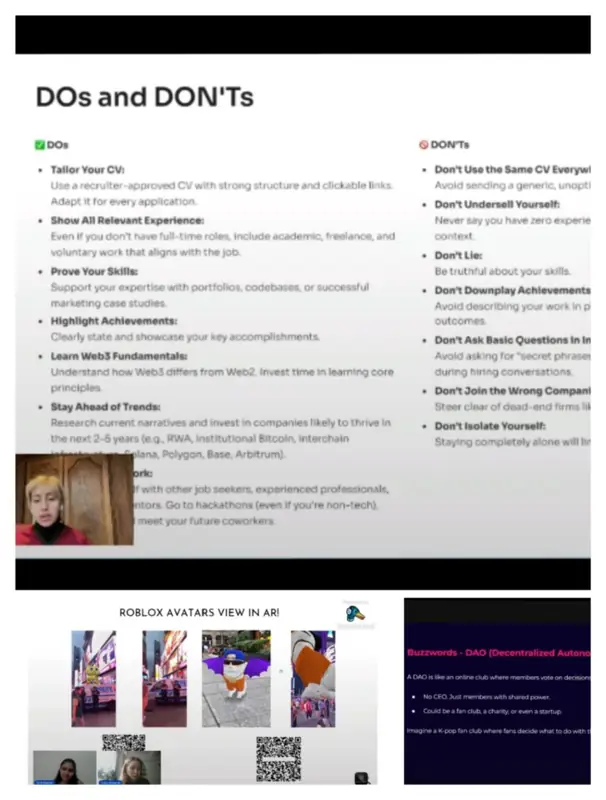 DOs and DON'Ts
✅ DOs
• Tailor Your CV:
Use a recruiter-approved CV with strong structure and clickable links.
Adapt it for every application.
• Show All Relevant Experience:
Even if you don't have full-time roles, include academic, freelance, and
voluntary work that aligns with the job.
• Prove Your Skills:
Support your expertise with portfolios, codebases, or successful
marketing case studies.
• Highlight Achievements:
Clearly state and showcase your key accomplishments.
• Learn Web3 Fundamentals:
Understand how Web3 differs from Web2. Invest time in learning core
principles.
• Stay Ahead of Trends:
Research current narratives and invest in companies likely to thrive in
the next 2–5 years (e.g., RWA, Institutional Bitcoin, Interchain
Solana, Polygon, Base, Arbitrum).
ork:
f with other job seekers, experienced professionals,
entors. Go to hackathons (even if you're non-tech),
meet your future coworkers.
🚫 DON'Ts
• Don't Use the Same CV Everywh
Avoid sending a generic, unopti
• Don't Undersell Yourself:
Never say you have zero experie
context.
• Don't Lie:
Be truthful about your skills.
• Don't Downplay Achievements
Avoid describing your work in p
outcomes.
• Don't Ask Basic Questions in In
Avoid asking for "secret phrase
during hiring conversations.
• Don't Join the Wrong Compani
Steer clear of dead-end firms li
• Don't Isolate Yourself:
Staying completely alone will lim
ROBLOX AVATARS VIEW IN AR!
Buzzwords - DAO (Decentralized Autono
A DAO is like an online club where members vote on decisions
• No CEO, Just members with shared power.
• Could be a fan club, a charity, or even a startup.
Imagine a K-pop fan club where fans decide what to do with t